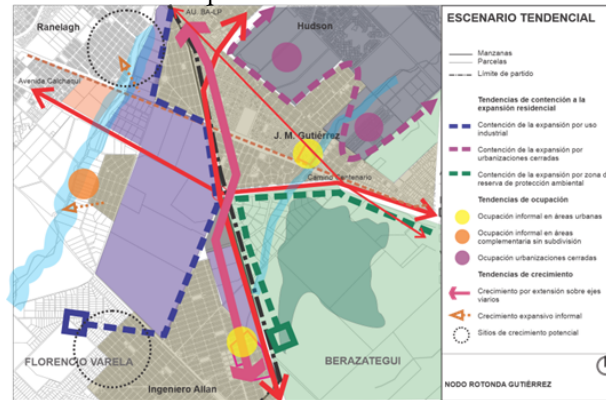 AU. BA-LP
Ranelagh
Hudson
Avenida Calchaquí
J. M. Gutiérrez
Camino Centenario
FLORENCIO VARELA
BERAZATEGUI
Ingeniero Allan
ESCENARIO TENDENCIAL
Manzanas
Parcelas
Límite de partido
Tendencias de contención a la
expansión residencial
Contención de la expansión por uso
industrial
Contención de la expansión por
urbanizaciones cerradas
Contención de la expansión por zona d
reserva de protección ambiental
Tendencias de ocupación
Ocupación informal en áreas urbanas
Ocupación informal en áreas
complementaria sin subdivisión
Ocupación urbanizaciones cerradas
Tendencias de crecimiento
Crecimiento por extensión sobre ejes
viarios
Crecimiento expansivo informal
Sitios de crecimiento potencial
NODO ROTONDA GUTIÉRREZ